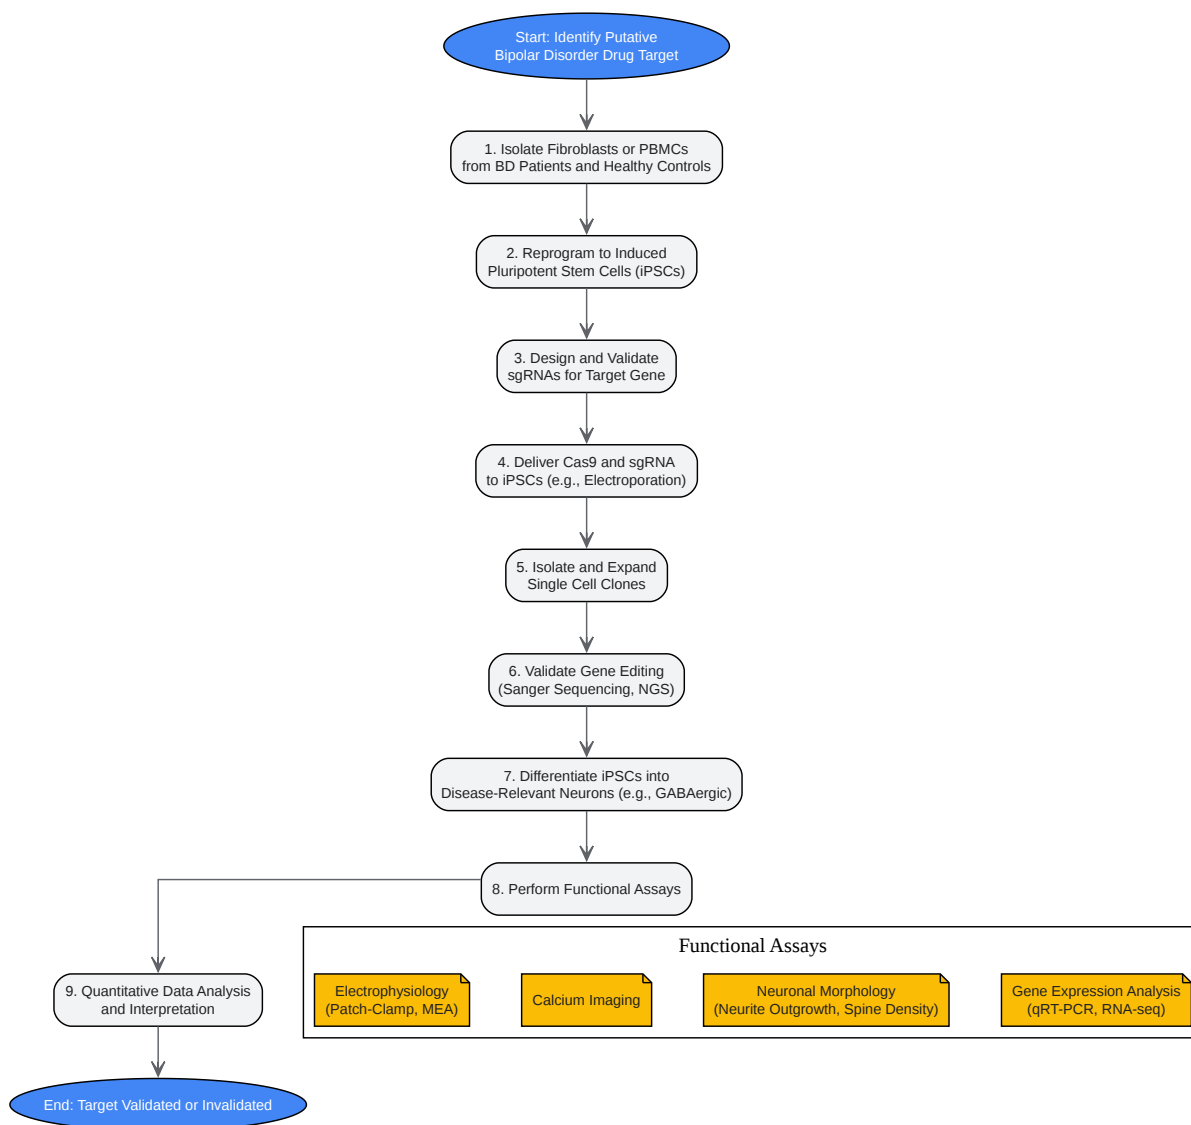 Start: Identify Putative
Bipolar Disorder Drug Target
1. Isolate Fibroblasts or PBMCs
from BD Patients and Healthy Controls
2. Reprogram to Induced
Pluripotent Stem Cells (iPSCs)
3. Design and Validate
sgRNAs for Target Gene
4. Deliver Cas9 and sgRNA
to iPSCs (e.g., Electroporation)
5. Isolate and Expand
Single Cell Clones
6. Validate Gene Editing
(Sanger Sequencing, NGS)
7. Differentiate iPSCs into
Disease-Relevant Neurons (e.g., GABAergic)
8. Perform Functional Assays
Functional Assays
Electrophysiology
(Patch-Clamp, MEA)
Calcium Imaging
Neuronal Morphology
(Neurite Outgrowth, Spine Density)
Gene Expression Analysis
(qRT-PCR, RNA-seq)
9. Quantitative Data Analysis
and Interpretation
End: Target Validated or Invalidated